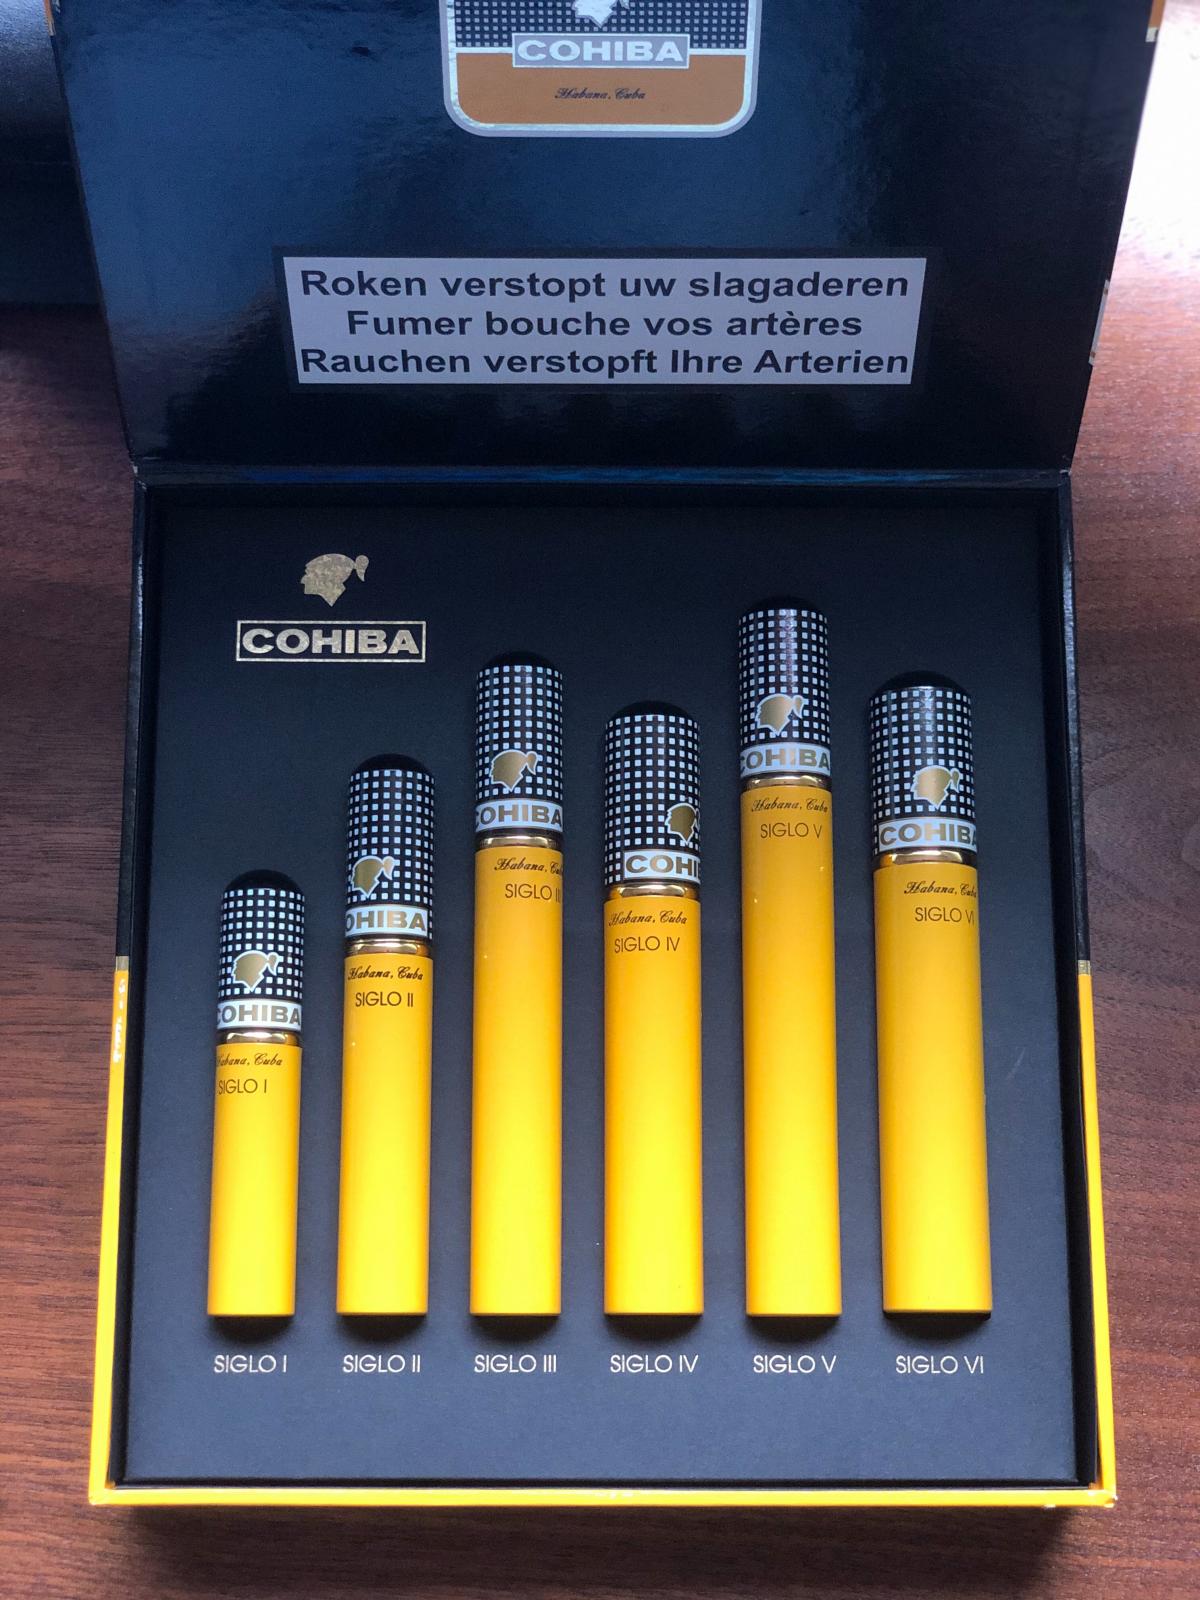 COHIBA
Habana, Cuba
Roken verstopt uw slagaderen
Fumer bouche vos artères
Rauchen verstopft Ihre Arterien
COHIBA
COHIBA
Habana, Cuba
SIGLO I
COHIBA
Habana, Cuba
SIGLO II
COHIBA
Habana, Cuba
SIGLO III
COHI
Habana, Cuba
SIGLO IV
COHIBA
Habana, Cuba
SIGLO V
COHIBA
Habana, Cuba
SIGLO VI
SIGLO I SIGLO II SIGLO III SIGLO IV SIGLO V SIGLO VI